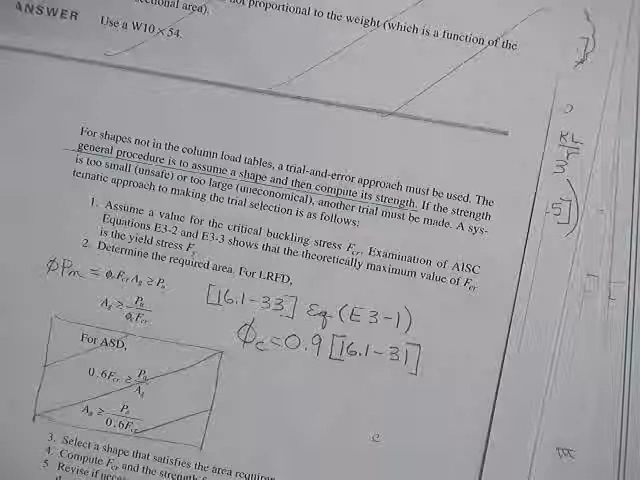 not proportional to the weight (which is a function of the
sectional area).
ANSWER Use a W10 × 54.
For shapes not in the column load tables, a trial-and-error approach must be used. The
general procedure is to assume a shape and then compute its strength. If the strength
is too small (unsafe) or too large (uneconomical), another trial must be made. A sys-
tematic approach to making the trial selection is as follows:
1. Assume a value for the critical buckling stress Fcr. Examination of AISC
Equations E3-2 and E3-3 shows that the theoretically maximum value of Fcr
is the yield stress Fy.
2. Determine the required area. For LRFD,
ϕPn = ϕcFcrAg ≥ Pu
[16.1-33] Eq (E3-1)
Ag ≥ Pu / ϕcFcr
ϕc = 0.9 [16.1-31]
For ASD,
0.6Fcr ≥ Pa / Ag
Ag ≥ Pa / 0.6Fcr
3. Select a shape that satisfies the area
4. Compute Fcr and the
5. Revise if
KL
5]